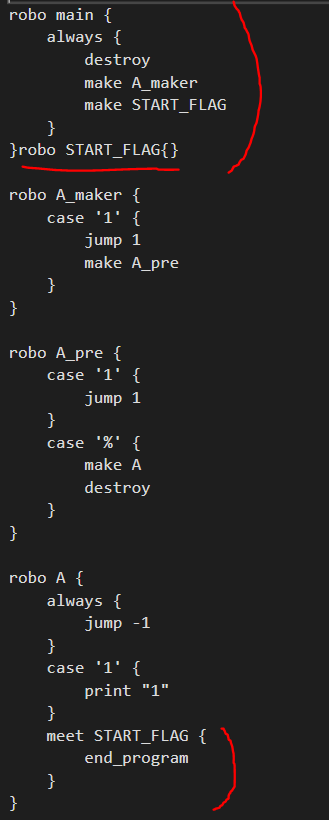 robo main {
    always {
        destroy
        make A_maker
        make START_FLAG
    }
}robo START_FLAG{}

robo A_maker {
    case '1' {
        jump 1
        make A_pre
    }
}

robo A_pre {
    case '1' {
        jump 1
    }
    case '%' {
        make A
        destroy
    }
}

robo A {
    always {
        jump -1
    }
    case '1' {
        print "1"
    }
    meet START_FLAG {
        end_program
    }
}